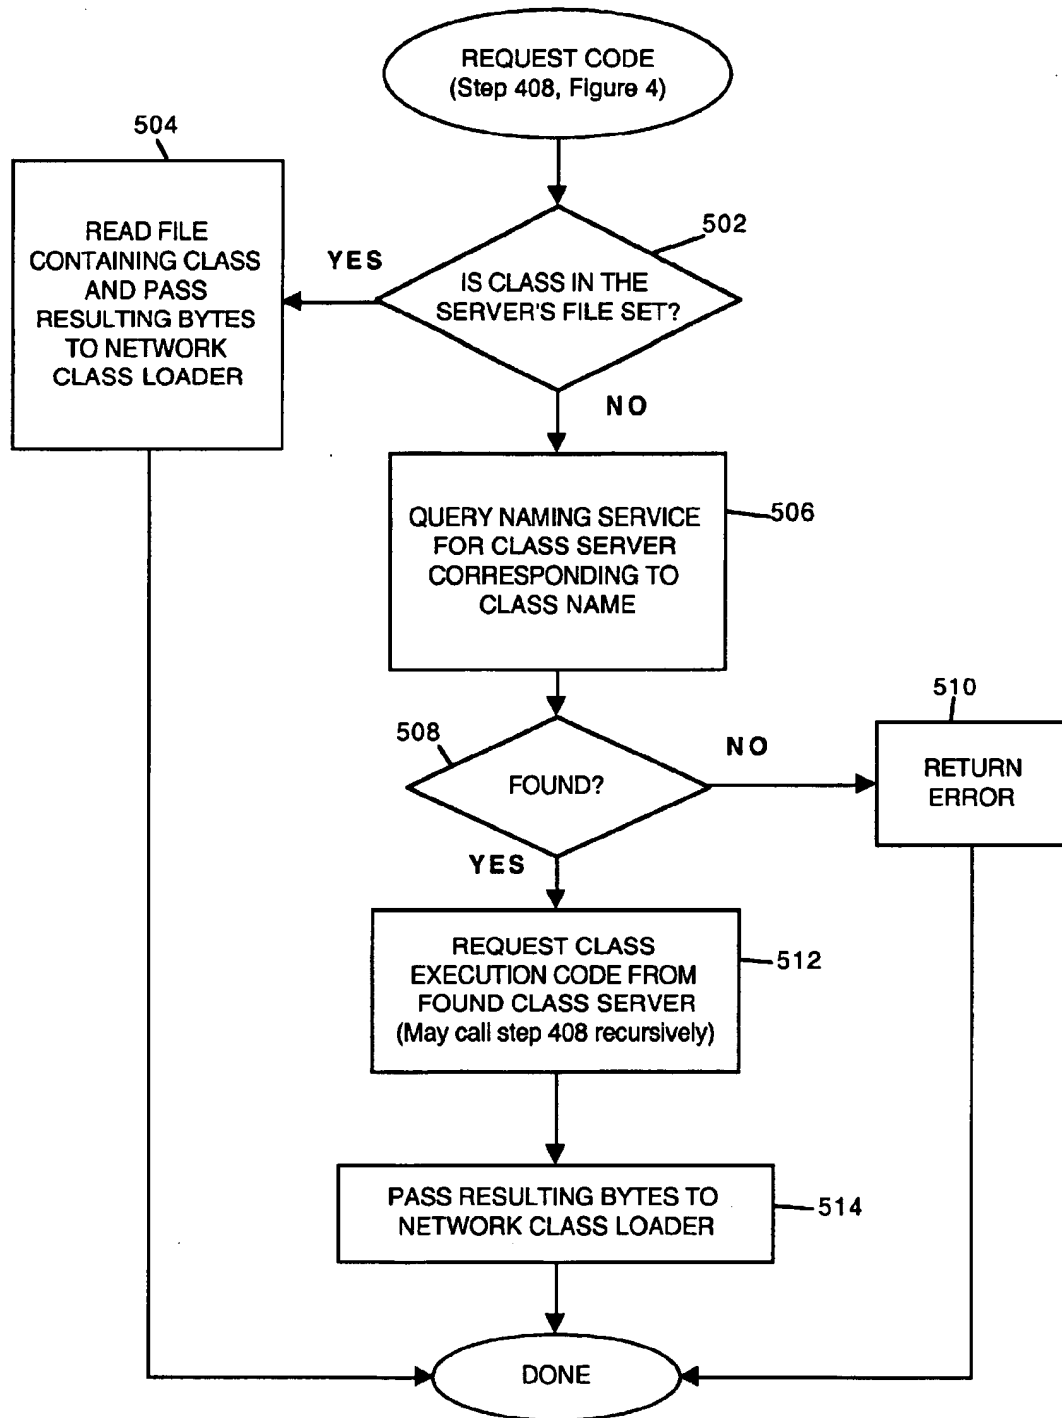 REQUEST CODE
(Step 408, Figure 4)
504
READ FILE
CONTAINING CLASS
AND PASS
RESULTING BYTES
TO NETWORK
CLASS LOADER
YES
502
IS CLASS IN THE
SERVER'S FILE SET?
NO
QUERY NAMING SERVICE
FOR CLASS SERVER
CORRESPONDING TO
CLASS NAME
506
508
FOUND?
NO
510
RETURN
ERROR
YES
REQUEST CLASS
EXECUTION CODE FROM
FOUND CLASS SERVER
(May call step 408 recursively)
512
PASS RESULTING BYTES TO
NETWORK CLASS LOADER
514
DONE